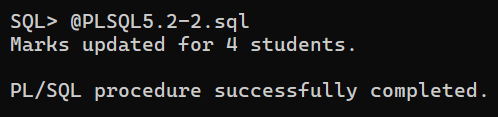 SQL> @PLSQL5.2-2.sql
Marks updated for 4 students.
PL/SQL procedure successfully completed.